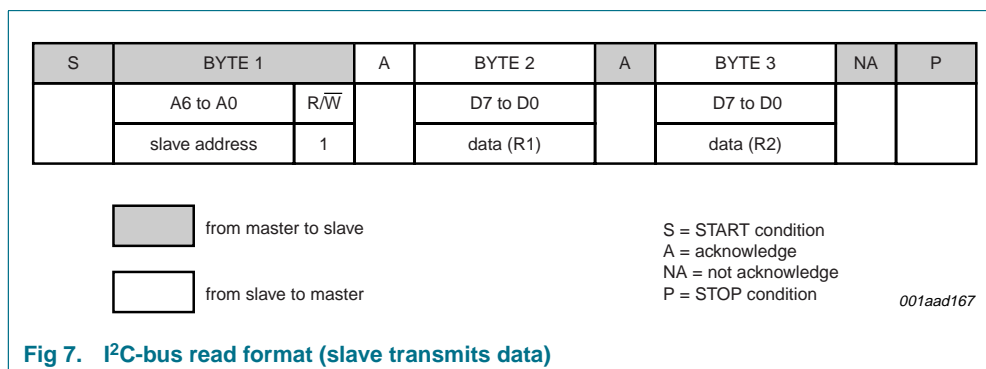 S BYTE 1 A BYTE 2 A BYTE 3 NA P
A6 to A0 R/W̅ D7 to D0 D7 to D0
slave address 1 data (R1) data (R2)
from master to slave
from slave to master
S = START condition
A = acknowledge
NA = not acknowledge
P = STOP condition
001aad167
Fig 7. I²C-bus read format (slave transmits data)